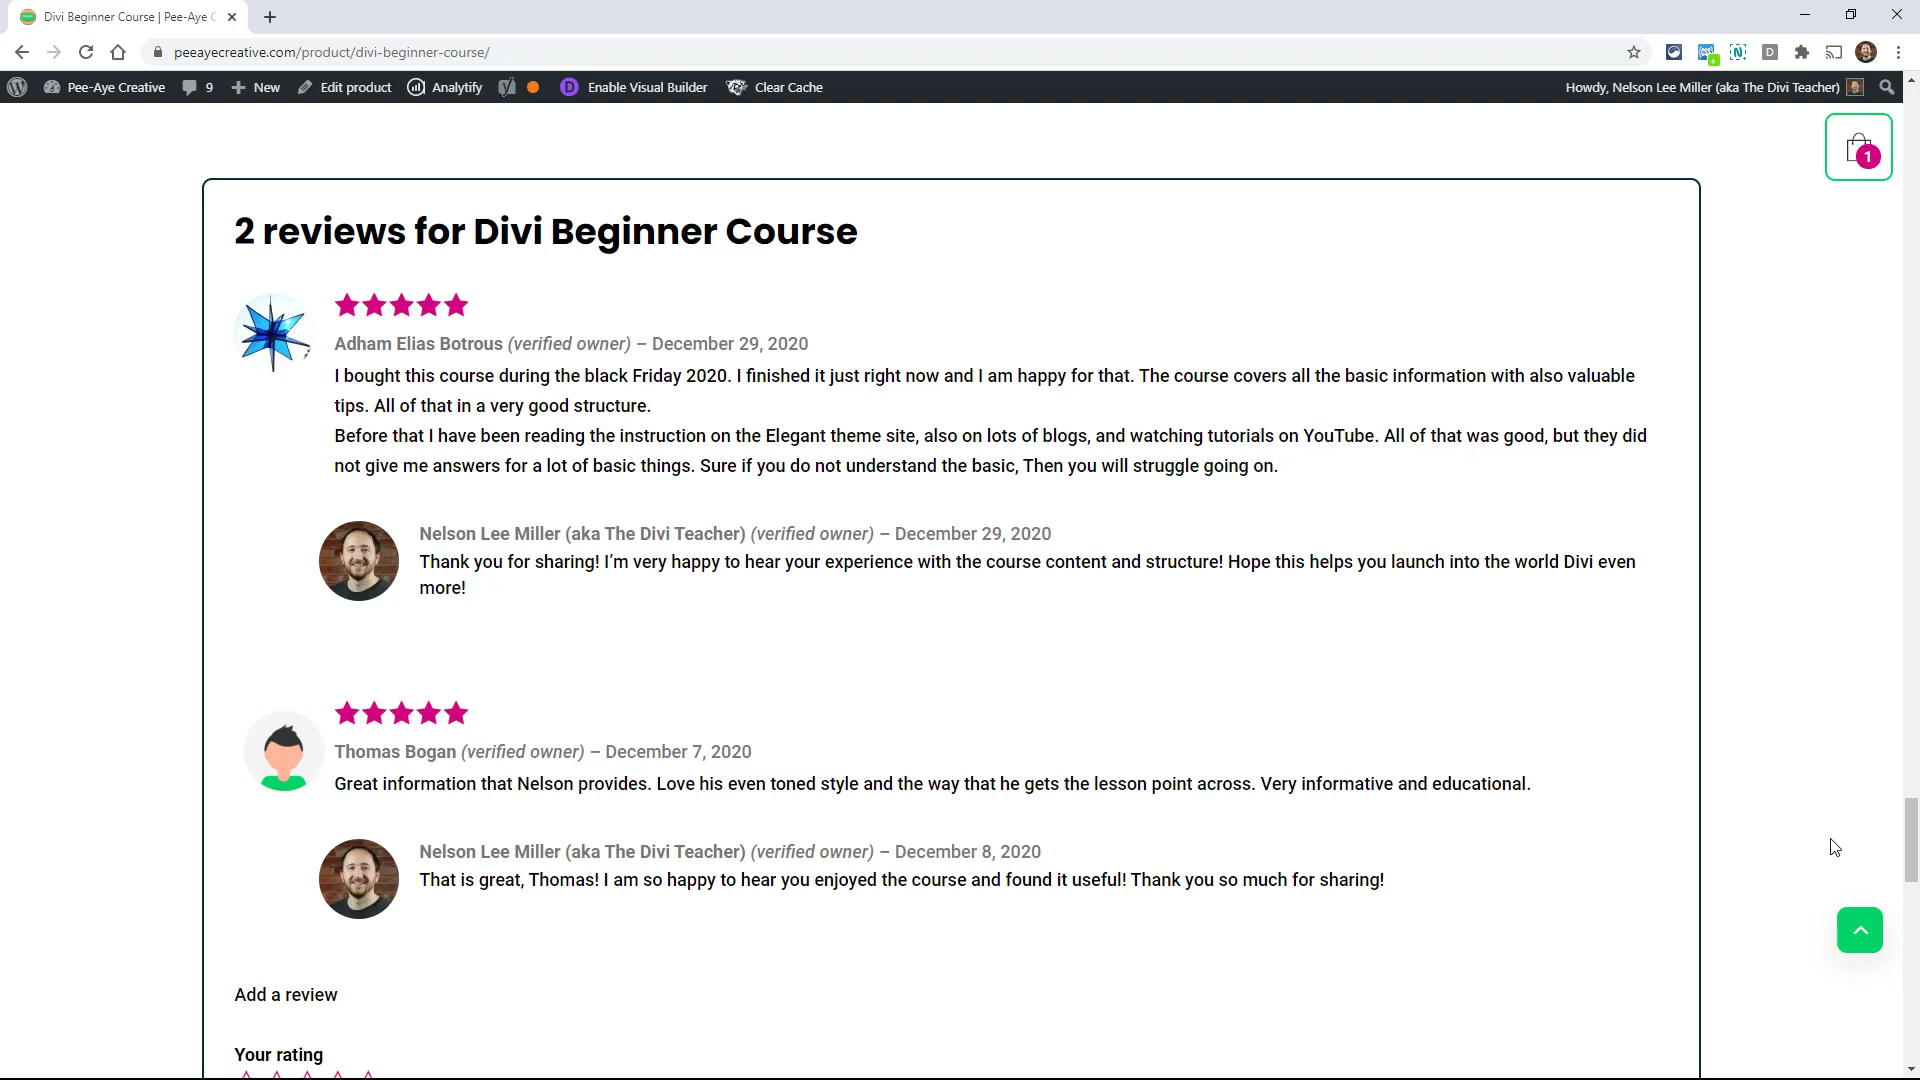 Divi Beginner Course | Pee-Aye C
peeayecreative.com/product/divi-beginner-course/
Pee-Aye Creative 9 New Edit product Analytify Enable Visual Builder Clear Cache Howdy, Nelson Lee Miller (aka The Divi Teacher)
1
2 reviews for Divi Beginner Course
Adham Elias Botrous (verified owner) – December 29, 2020
I bought this course during the black Friday 2020. I finished it just right now and I am happy for that. The course covers all the basic information with also valuable
tips. All of that in a very good structure.
Before that I have been reading the instruction on the Elegant theme site, also on lots of blogs, and watching tutorials on YouTube. All of that was good, but they did
not give me answers for a lot of basic things. Sure if you do not understand the basic, Then you will struggle going on.
Nelson Lee Miller (aka The Divi Teacher) (verified owner) – December 29, 2020
Thank you for sharing! I’m very happy to hear your experience with the course content and structure! Hope this helps you launch into the world Divi even
more!
Thomas Bogan (verified owner) – December 7, 2020
Great information that Nelson provides. Love his even toned style and the way that he gets the lesson point across. Very informative and educational.
Nelson Lee Miller (aka The Divi Teacher) (verified owner) – December 8, 2020
That is great, Thomas! I am so happy to hear you enjoyed the course and found it useful! Thank you so much for sharing!
Add a review
Your rating